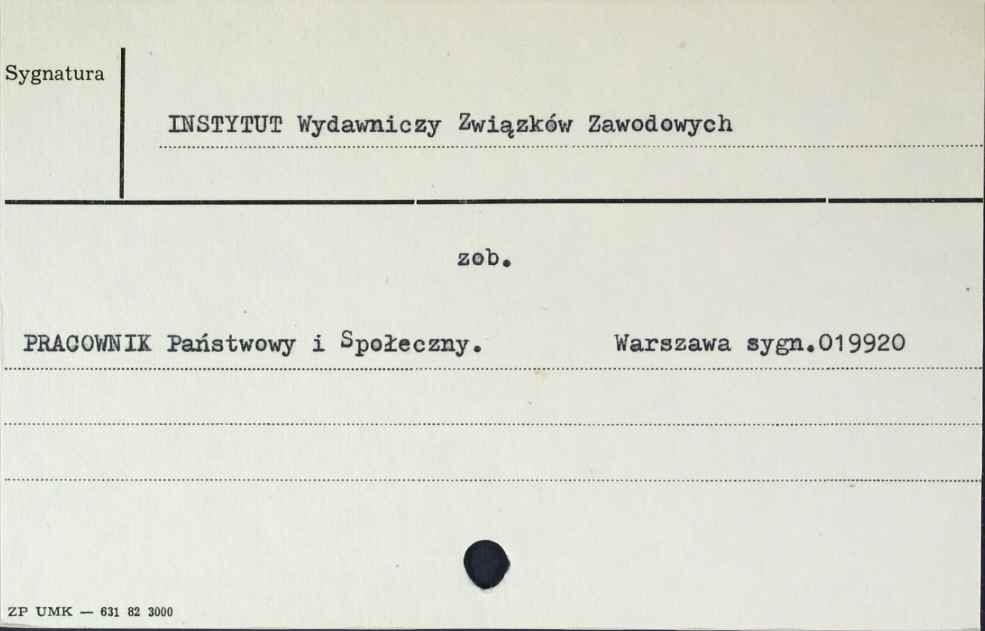 Sygnatura
INSTYTUT Wydawniczy Związków Zawodowych
zob.
PRACOWNIK Państwowy i Społeczny. Warszawa sygn.019920
ZP UMK — 631 82 3000